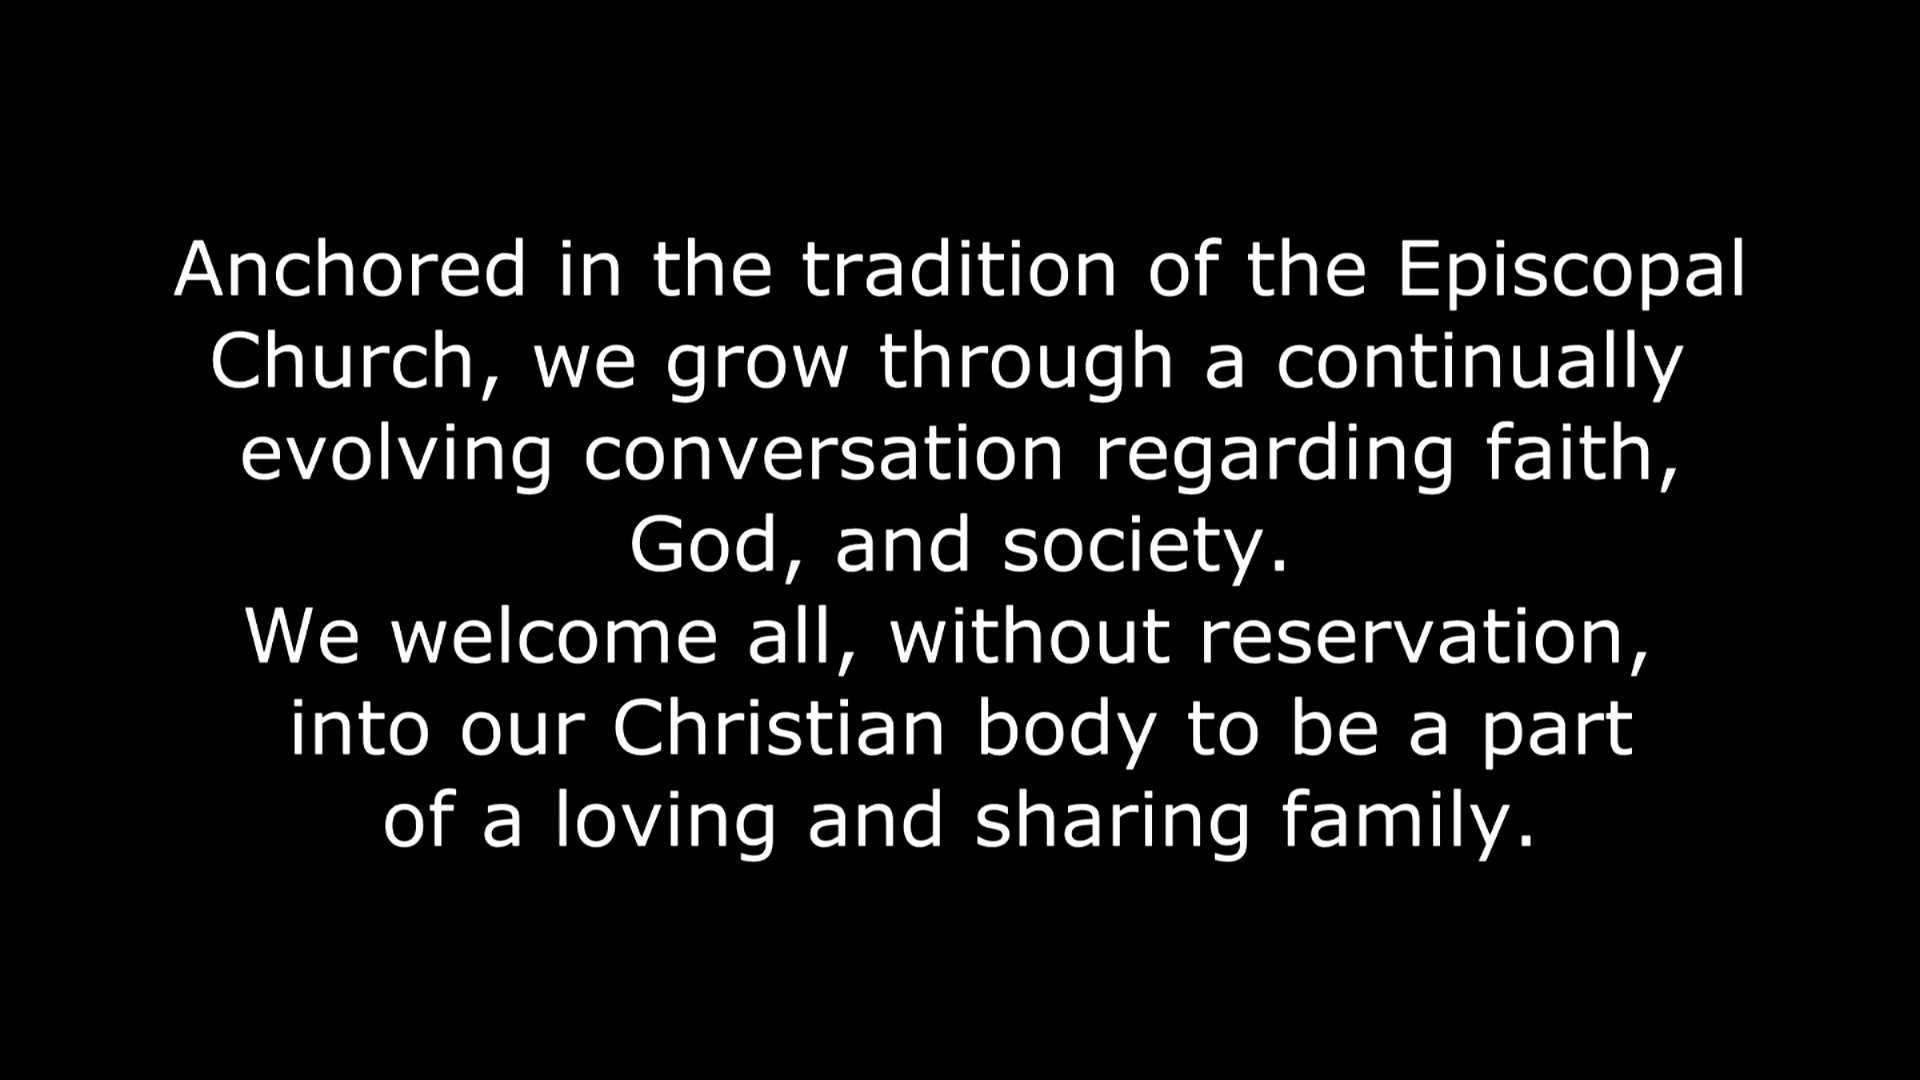 Anchored in the tradition of the Episcopal
Church, we grow through a continually
evolving conversation regarding faith,
God, and society.
We welcome all, without reservation,
into our Christian body to be a part
of a loving and sharing family.